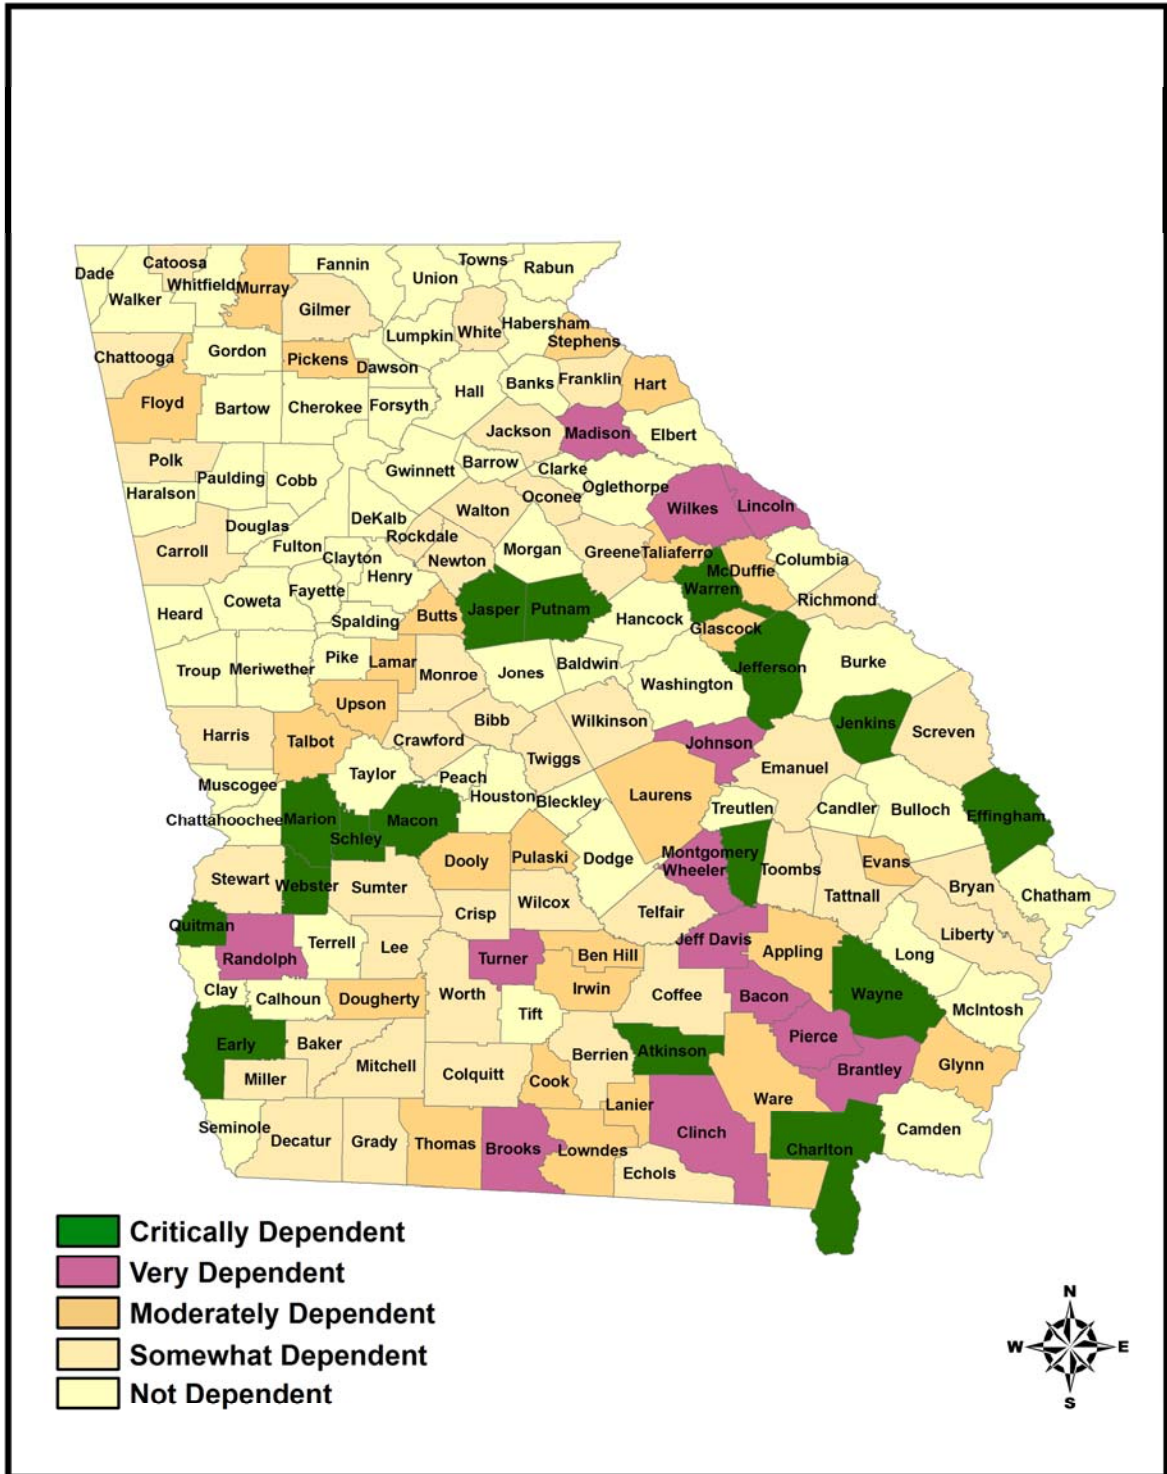 Dade
Catoosa
Whitfield
Walker
Murray
Fannin
Gilmer
Union
Towns
Rabun
Chattooga
Gordon
Pickens
Dawson
Lumpkin
White
Habersham
Stephens
Floyd
Bartow
Cherokee
Forsyth
Hall
Banks
Franklin
Hart
Jackson
Madison
Elbert
Polk
Paulding
Cobb
Gwinnett
Barrow
Clarke
Oglethorpe
Haralson
Douglas
DeKalb
Walton
Oconee
Wilkes
Lincoln
Carroll
Fulton
Clayton
Rockdale
Newton
Morgan
Greene
Taliaferro
McDuffie
Columbia
Heard
Coweta
Fayette
Henry
Spalding
Butts
Jasper
Putnam
Hancock
Warren
Glascock
Richmond
Troup
Meriwether
Pike
Lamar
Monroe
Jones
Baldwin
Washington
Jefferson
Burke
Upson
Harris
Talbot
Crawford
Bibb
Twiggs
Wilkinson
Johnson
Jenkins
Screven
Emanuel
Muscogee
Taylor
Peach
Houston
Bleckley
Laurens
Treutlen
Candler
Bulloch
Effingham
Chattahoochee
Marion
Schley
Macon
Dooly
Pulaski
Dodge
Montgomery
Wheeler
Toombs
Tattnall
Evans
Bryan
Chatham
Stewart
Webster
Sumter
Crisp
Wilcox
Telfair
Liberty
Quitman
Randolph
Terrell
Lee
Turner
Ben Hill
Irwin
Jeff Davis
Appling
Long
Clay
Calhoun
Dougherty
Worth
Tift
Coffee
Bacon
Wayne
McIntosh
Early
Baker
Miller
Mitchell
Colquitt
Cook
Berrien
Atkinson
Pierce
Brantley
Glynn
Lanier
Ware
Seminole
Decatur
Grady
Thomas
Brooks
Lowndes
Echols
Clinch
Charlton
Camden
Critically Dependent
Very Dependent
Moderately Dependent
Somewhat Dependent
Not Dependent
N
W E
S